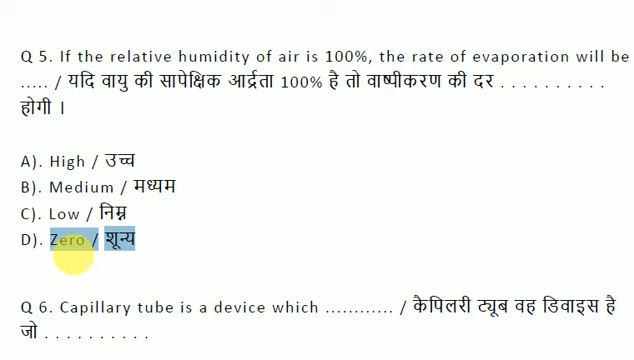 Q 5. If the relative humidity of air is 100%, the rate of evaporation will be
..... / यदि वायु की सापेक्षिक आर्द्रता 100% है तो वाष्पीकरण की दर . . . . . . . . . .
होगी ।
A). High / उच्च
B). Medium / मध्यम
C). Low / निम्न
D). Zero / शून्य
Q 6. Capillary tube is a device which ............ / कैपिलरी ट्यूब वह डिवाइस है
जो . . . . . . . . . .